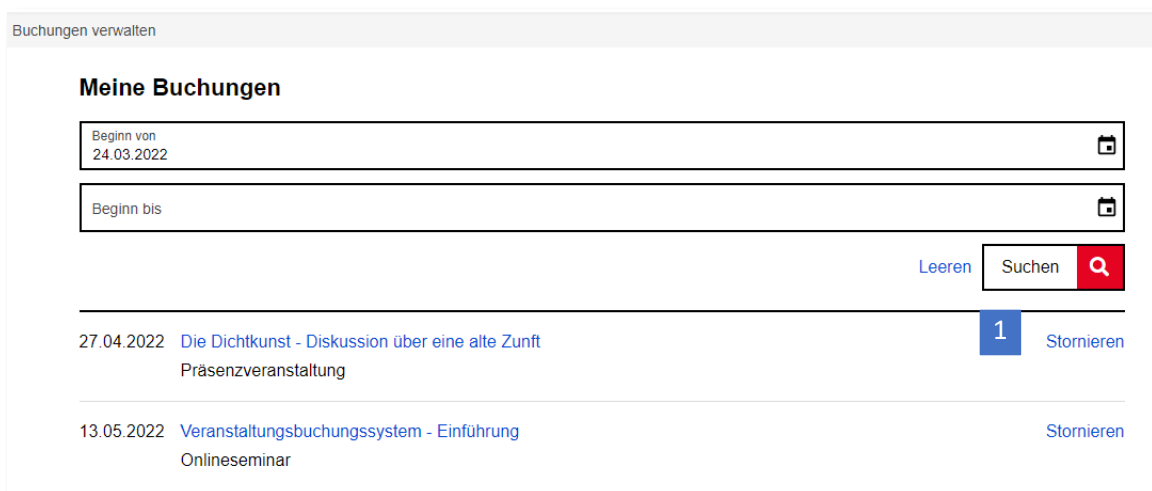 Buchungen verwalten
Meine Buchungen
Beginn von
24.03.2022
Beginn bis
Leeren Suchen
27.04.2022 Die Dichtkunst - Diskussion über eine alte Zunft 1 Stornieren
Präsenzveranstaltung
13.05.2022 Veranstaltungsbuchungssystem - Einführung Stornieren
Onlineseminar